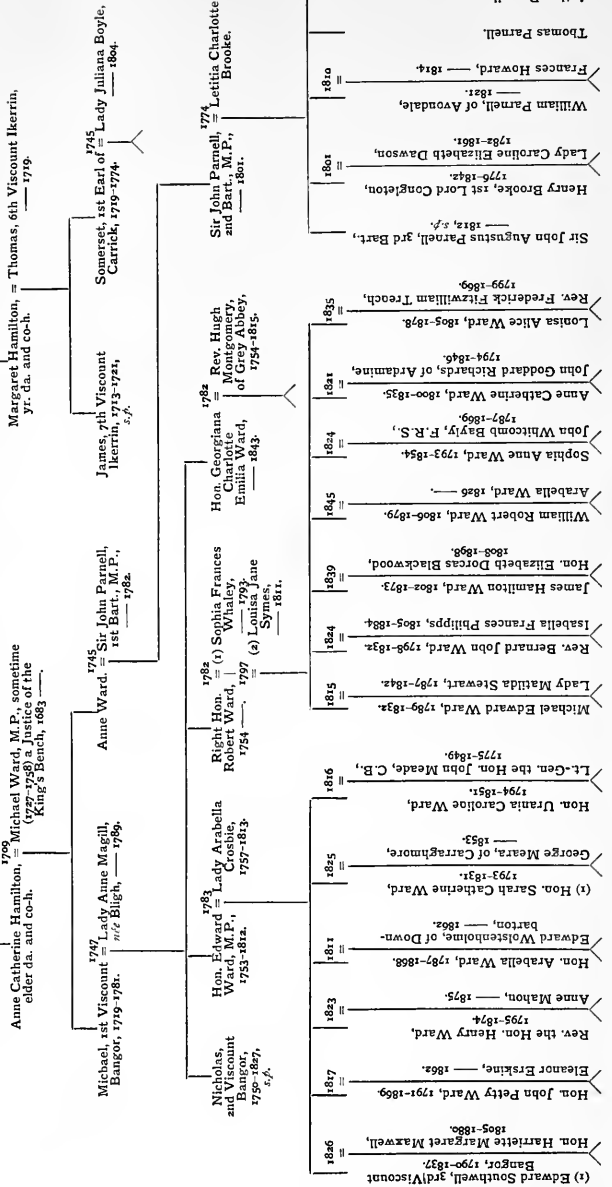 1709
Anne Catherine Hamilton, = Michael Ward, M.P., sometime
elder da. and co-h.
(1727-1758) a Justice of the
King's Bench, 1683 —.
Margaret Hamilton, = Thomas, 6th Viscount Ikerrin,
yr. da. and co-h.
— 1719.
1747
Michael, 1st Viscount = Lady Anne Magill,
Bangor, 1719-1781.
née Bligh, — 1789.
1745
Anne Ward. = Sir John Parnell,
1st Bart., M.P.,
— 1782.
James, 7th Viscount
Ikerrin, 1713-1721,
s.p.
1745
Somerset, 1st Earl of = Lady Juliana Boyle,
Carrick, 1719-1774.
— 1804.
Nicholas,
2nd Viscount
Bangor,
1750-1827,
s.p.
1783
Hon. Edward = Lady Arabella
Ward, M.P.,
1753-1812.
Crosbie,
1757-1813.
Right Hon.
Robert Ward,
1754 —.
1782
= (1) Sophia Frances
Whaley,
— 1793.
1797
= (2) Louisa Jane
Symes,
— 1811.
Hon. Georgiana
Charlotte
Emilia Ward,
— 1843.
1782
= Rev. Hugh
Montgomery,
of Grey Abbey,
1754-1815.
1774
Sir John Parnell, = Letitia Charlotte
2nd Bart., M.P.,
— 1801.
Brooke.
(1) Edward Southwell, 3rd Viscount
Bangor, 1790-1837.
1826
Hon. Harriette Margaret Maxwell,
1805-1880.
Hon. John Petty Ward, 1791-1869.
1817
Eleanor Erskine, — 1862.
Rev. the Hon. Henry Ward,
1795-1874.
1823
Anne Mahon, — 1875.
Hon. Arabella Ward, 1787-1868.
1811
Edward Wolstenholme, of Down-
barton, — 1862.
(1) Hon. Sarah Catherine Ward,
1793-1831.
1825
George Meara, of Carraghmore,
— 1853.
Hon. Urania Caroline Ward,
1794-1851.
1816
Lt.-Gen. the Hon. John Meade, C.B.,
1775-1849.
Michael Edward Ward, 1789-1832.
1815
Lady Matilda Stewart, 1787-1842.
Rev. Bernard John Ward, 1798-1832.
1824
Isabella Frances Philipps, 1805-1884.
James Hamilton Ward, 1802-1873.
1839
Hon. Elizabeth Dorcas Blackwood,
1808-1898.
William Robert Ward, 1806-1879.
1845
Arabella Ward, 1826 —.
Sophia Anne Ward, 1793-1854.
1824
John Whitcomb Bayly, F.R.S.,
1787-1869.
Anne Catherine Ward, 1800-1835.
1821
John Goddard Richards, of Ardamine,
1794-1846.
Louisa Alice Ward, 1805-1878.
1835
Rev. Frederick Fitzwilliam Trench,
1799-1869.
Sir John Augustus Parnell, 3rd Bart.,
— 1812, s.p.
Henry Brooke, 1st Lord Congleton,
1776-1842.
1801
Lady Caroline Elizabeth Dawson,
1782-1861.
William Parnell, of Avondale,
— 1821.
1810
Frances Howard, — 1814.
Thomas Parnell.